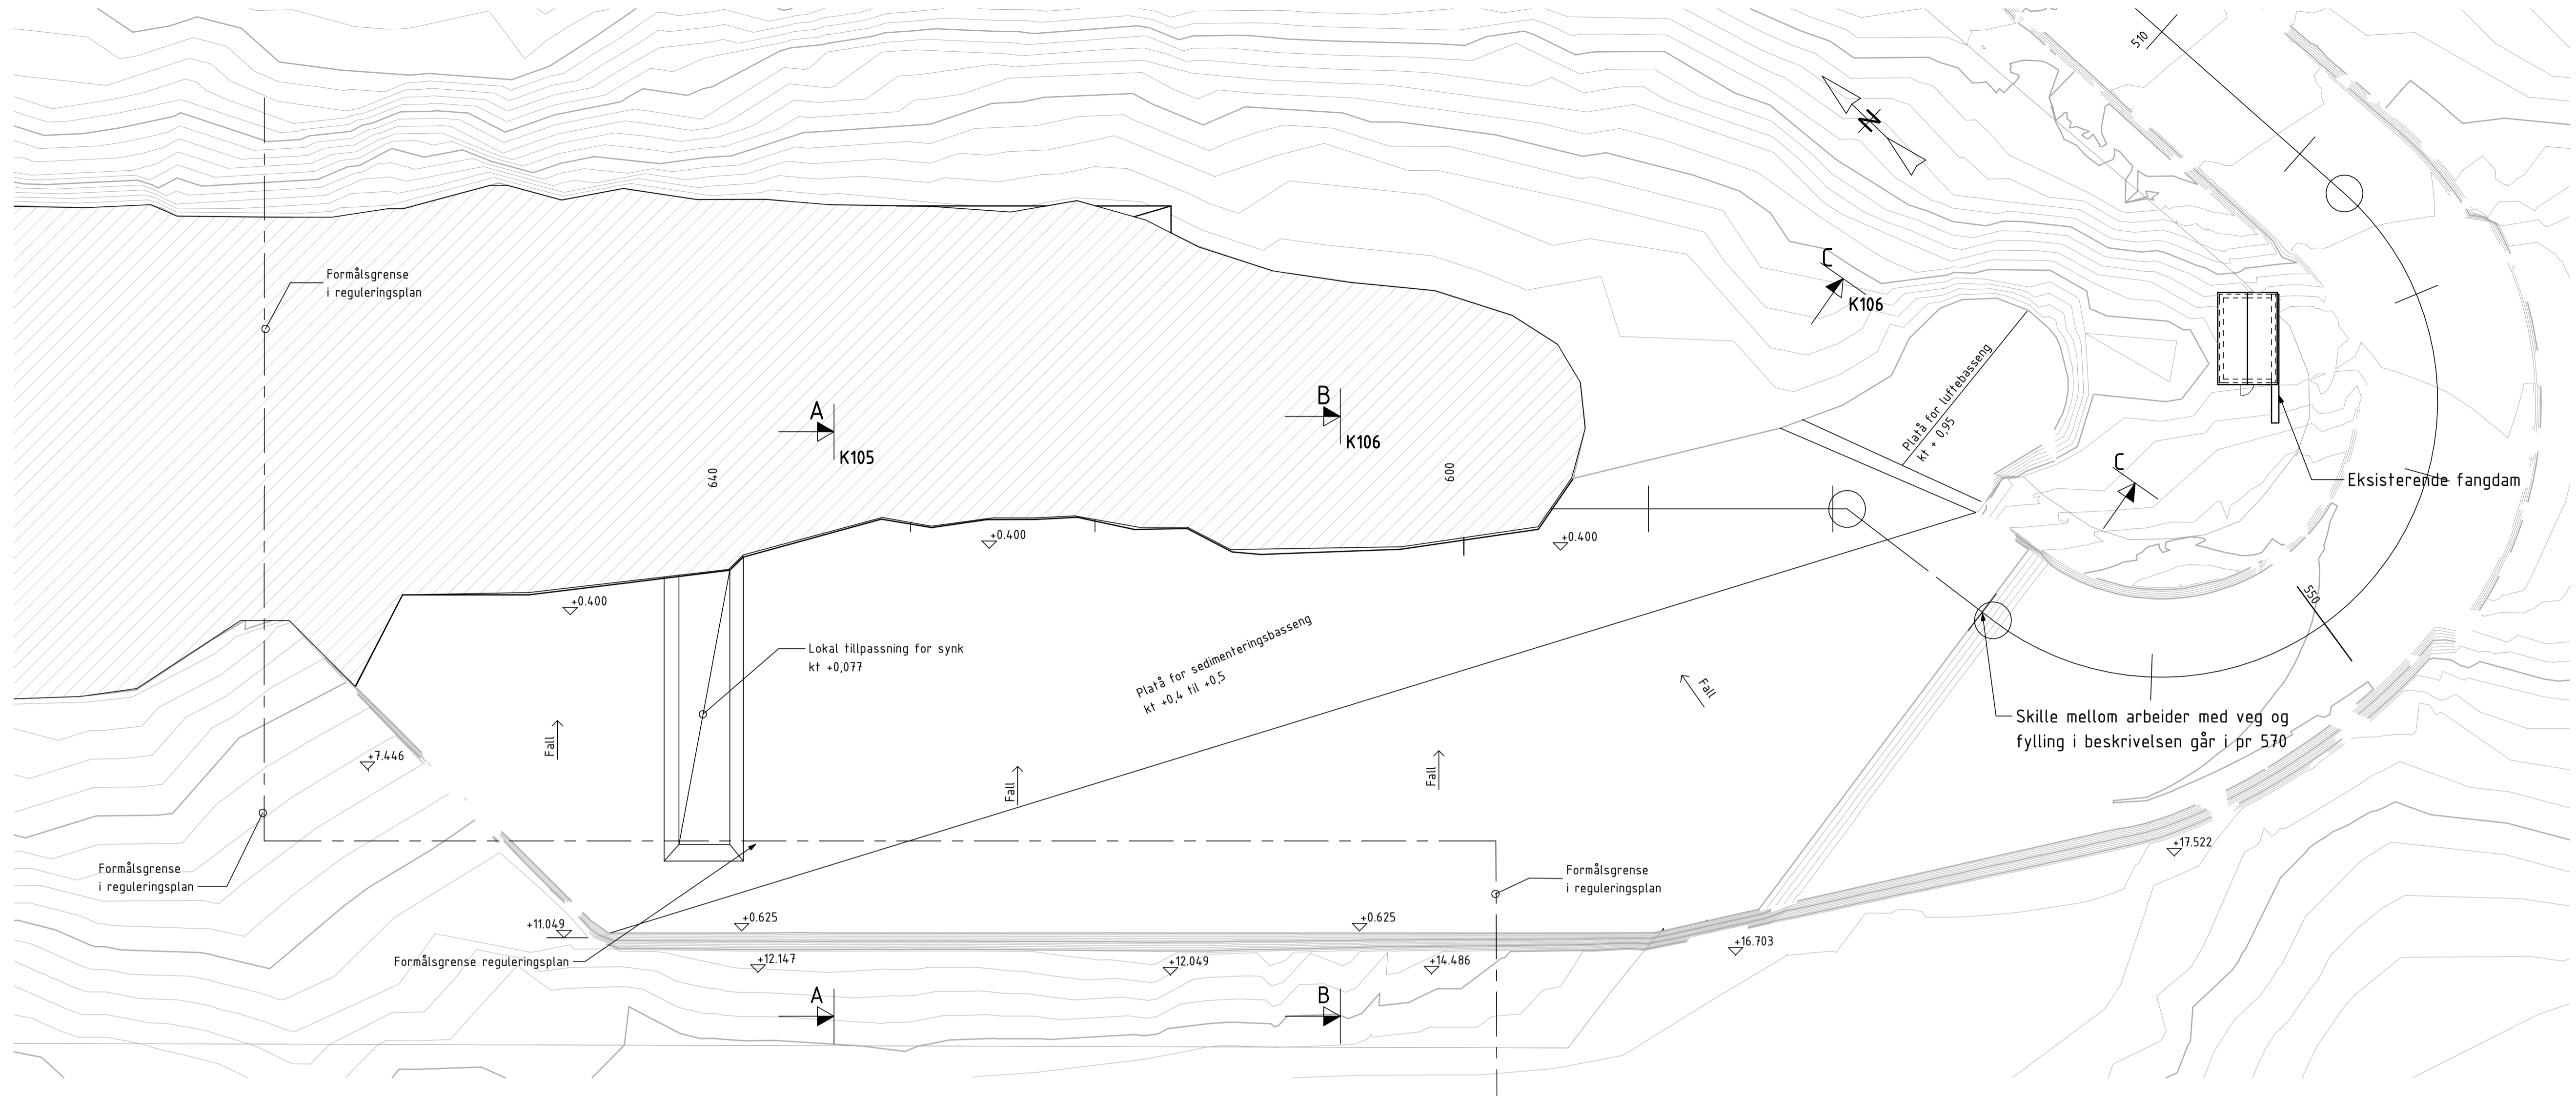 510
N
Formålsgrense
i reguleringsplan
C
K106
Platå for luftebasseng
kt + 0,95
A
K105
B
K106
640
600
C
Eksisterende fangdam
+0.400
+0.400
+0.400
550
Lokal tillpassning for synk
kt +0,077
Platå for sedimenteringsbasseng
kt +0,4 til +0,5
Fall
Skille mellom arbeider med veg og
fylling i beskrivelsen går i pr 570
Fall
Fall
Fall
+7.446
+17.522
Formålsgrense
i reguleringsplan
Formålsgrense
i reguleringsplan
+11.049
+0.625
+0.625
+16.703
Formålsgrense reguleringsplan
+12.147
+12.049
+14.486
A
B